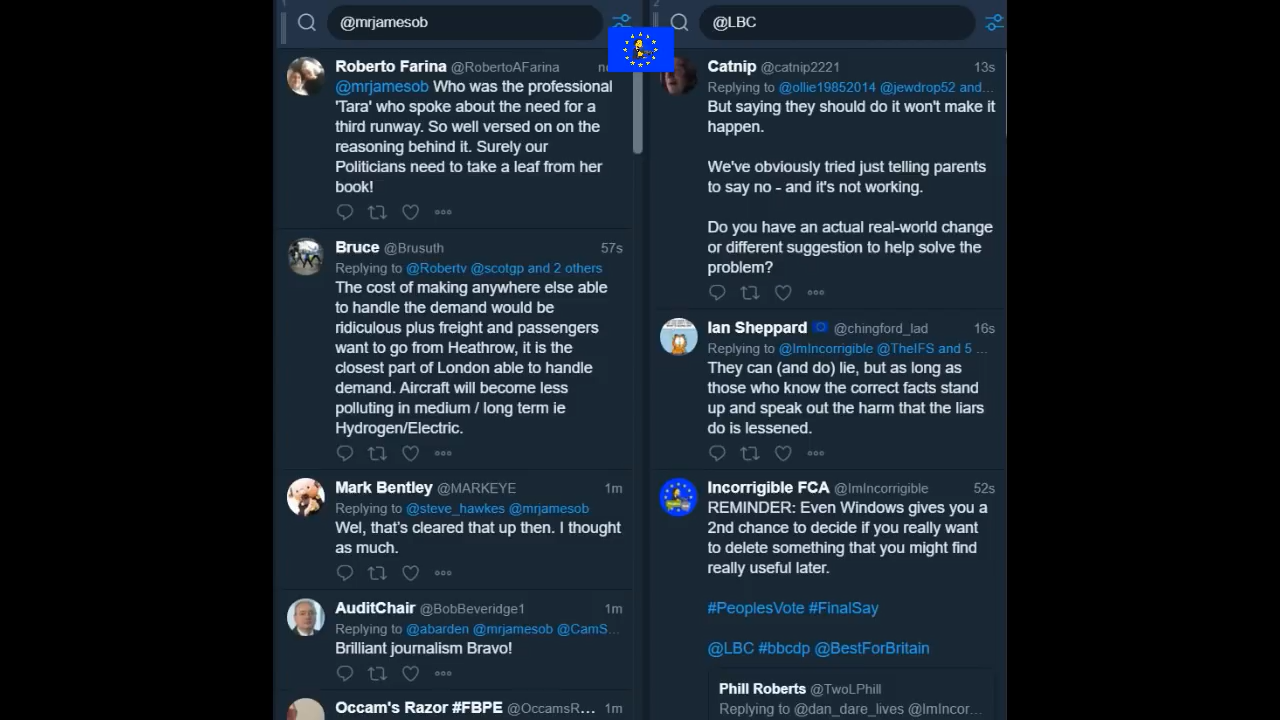 @mrjamesob
Roberto Farina @RobertoAFarina
@mrjamesob Who was the professional
'Tara' who spoke about the need for a
third runway. So well versed on on the
reasoning behind it. Surely our
Politicians need to take a leaf from her
book!
Bruce @Brusuth 57s
Replying to @Robertv @scotgp and 2 others
The cost of making anywhere else able
to handle the demand would be
ridiculous plus freight and passengers
want to go from Heathrow, it is the
closest part of London able to handle
demand. Aircraft will become less
polluting in medium / long term ie
Hydrogen/Electric.
Mark Bentley @MARKEYE 1m
Replying to @steve_hawkes @mrjamesob
Wel, that's cleared that up then. I thought
as much.
AuditChair @BobBeveridge1 1m
Replying to @abarden @mrjamesob @CamS...
Brilliant journalism Bravo!
Occam's Razor #FBPE @OccamsR... 1m
@LBC
Catnip @catnip2221 13s
Replying to @ollie19852014 @jewdrop52 and...
But saying they should do it won't make it
happen.
We've obviously tried just telling parents
to say no - and it's not working.
Do you have an actual real-world change
or different suggestion to help solve the
problem?
Ian Sheppard @chingford_lad 16s
Replying to @ImIncorrigible @TheIFS and 5 ...
They can (and do) lie, but as long as
those who know the correct facts stand
up and speak out the harm that the liars
do is lessened.
Incorrigible FCA @ImIncorrigible 52s
REMINDER: Even Windows gives you a
2nd chance to decide if you really want
to delete something that you might find
really useful later.
#PeoplesVote #FinalSay
@LBC #bbcdp @BestForBritain
Phill Roberts @TwoLPhill
Replying to @dan_dare_lives @ImIncor...